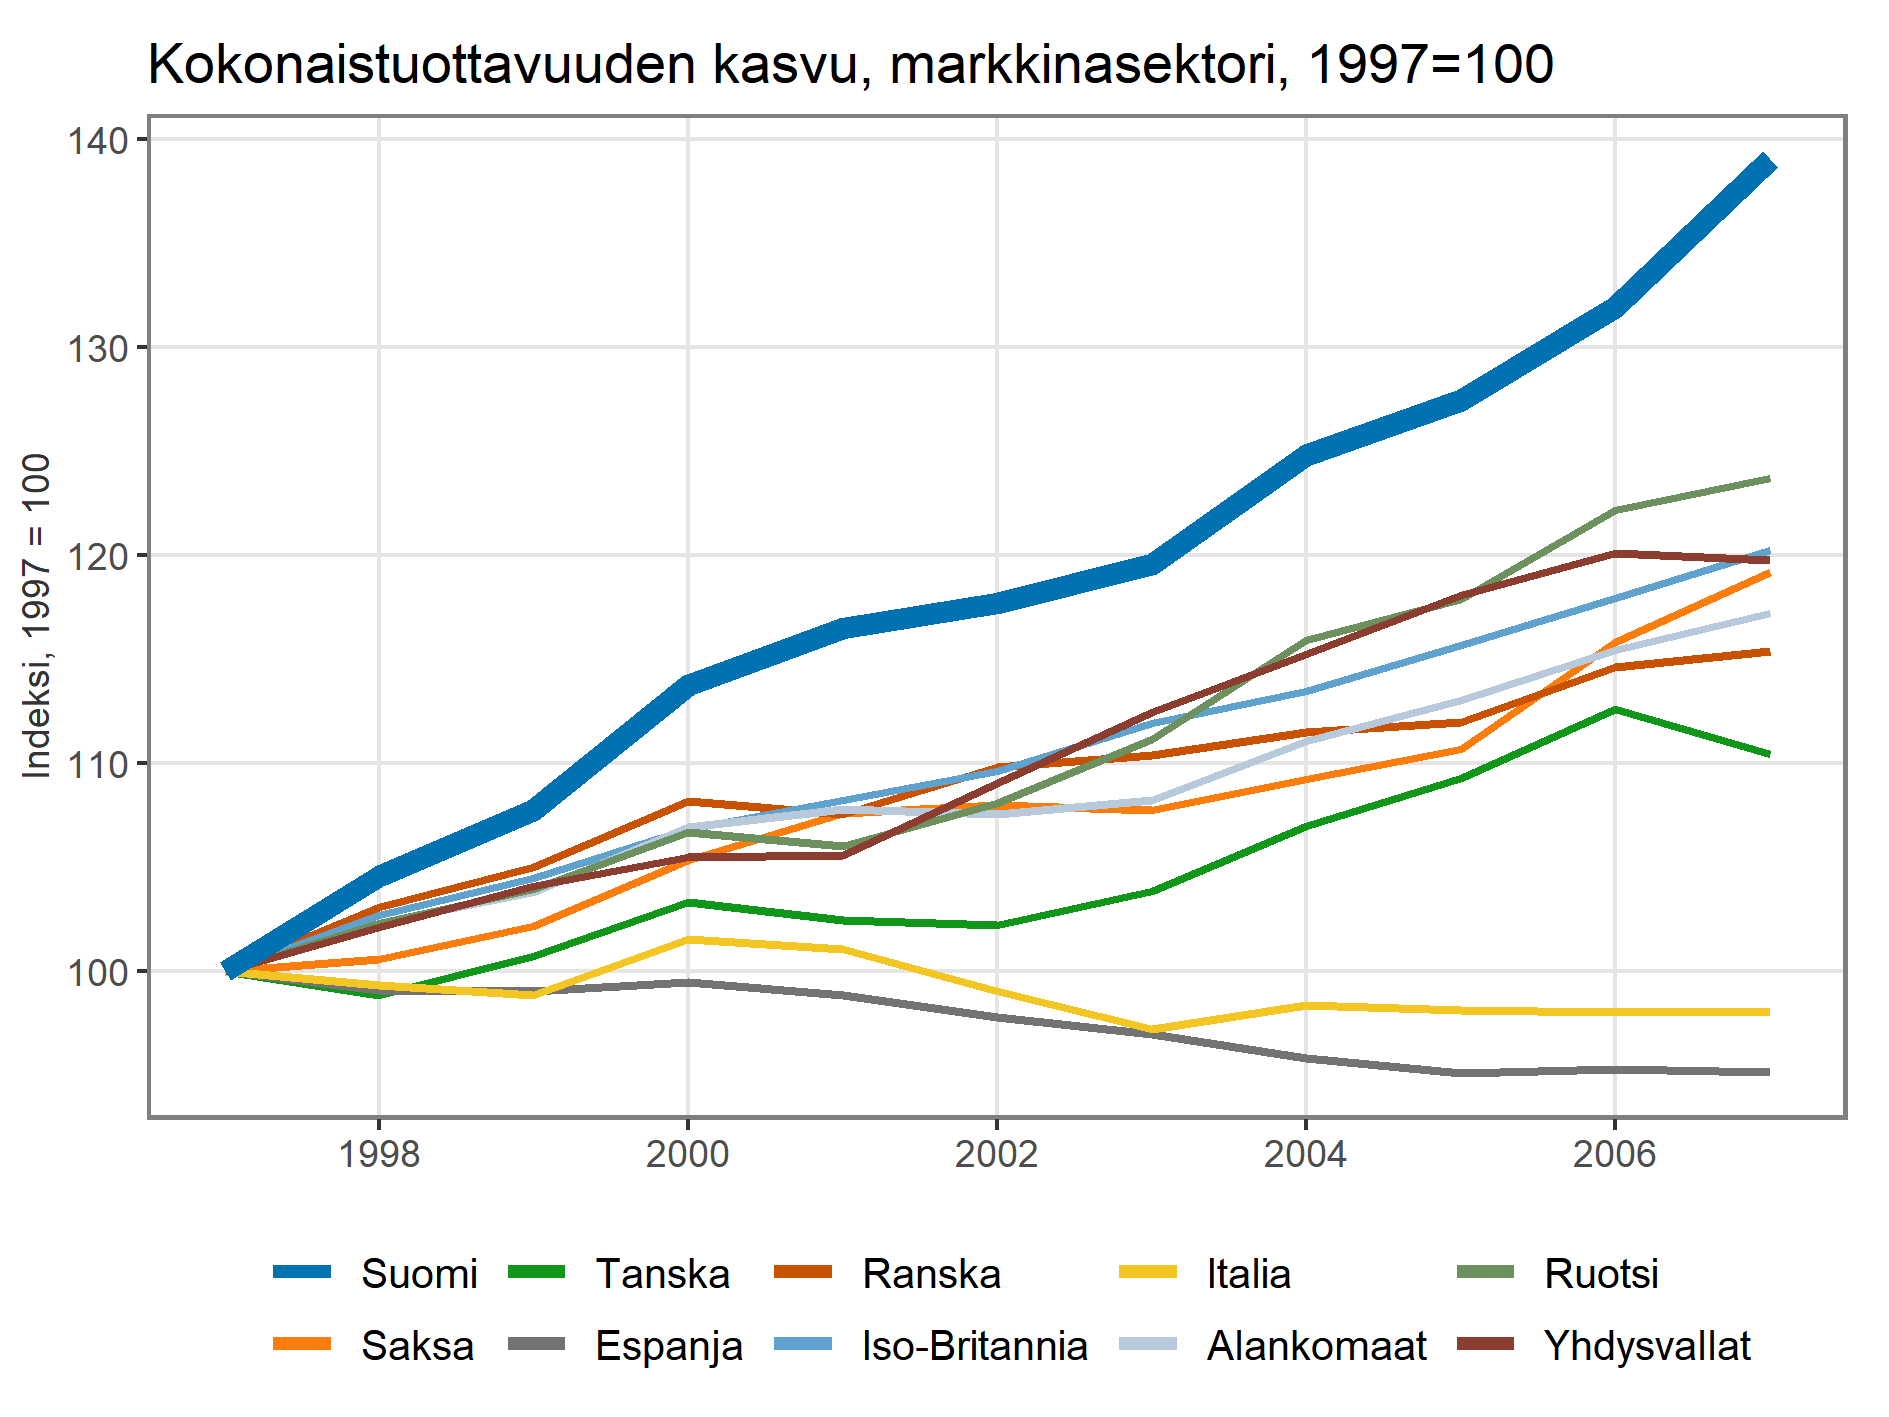 Kokonaistuottavuuden kasvu, markkinasektori, 1997=100
Indeksi, 1997 = 100
140
130
120
110
100
1998 2000 2002 2004 2006
Suomi Tanska Ranska Italia Ruotsi
Saksa Espanja Iso-Britannia Alankomaat Yhdysvallat